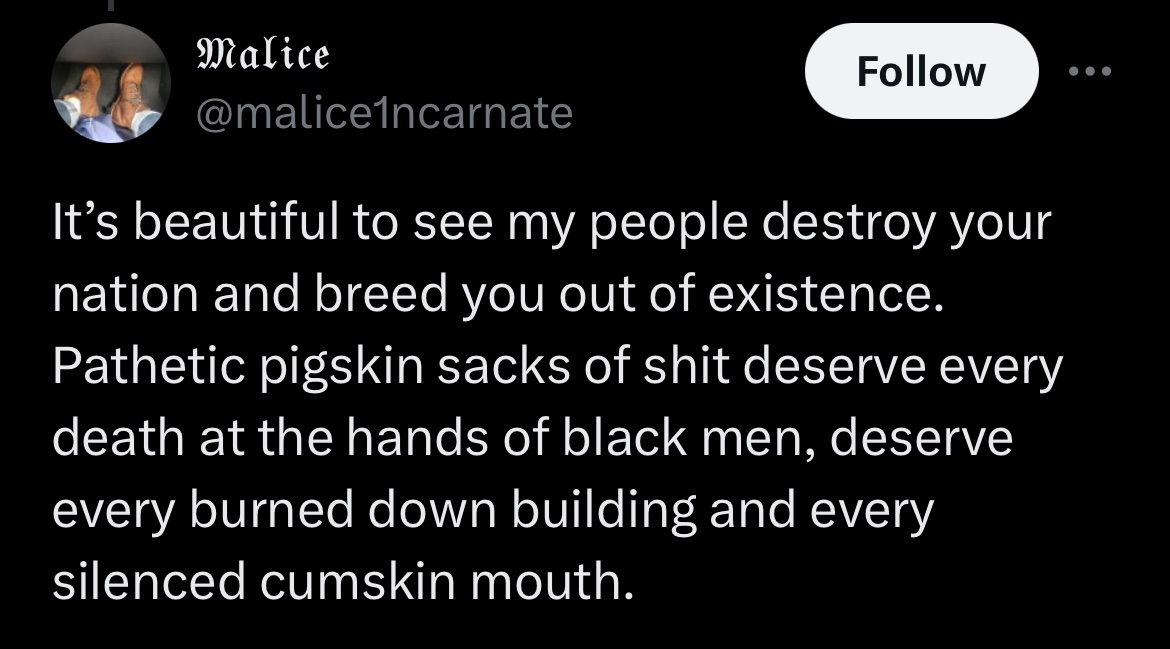 𝕸𝖆𝖑𝖎𝖈𝖊
@malice1ncarnate
Follow
It’s beautiful to see my people destroy your
nation and breed you out of existence.
Pathetic pigskin sacks of shit deserve every
death at the hands of black men, deserve
every burned down building and every
silenced cumskin mouth.